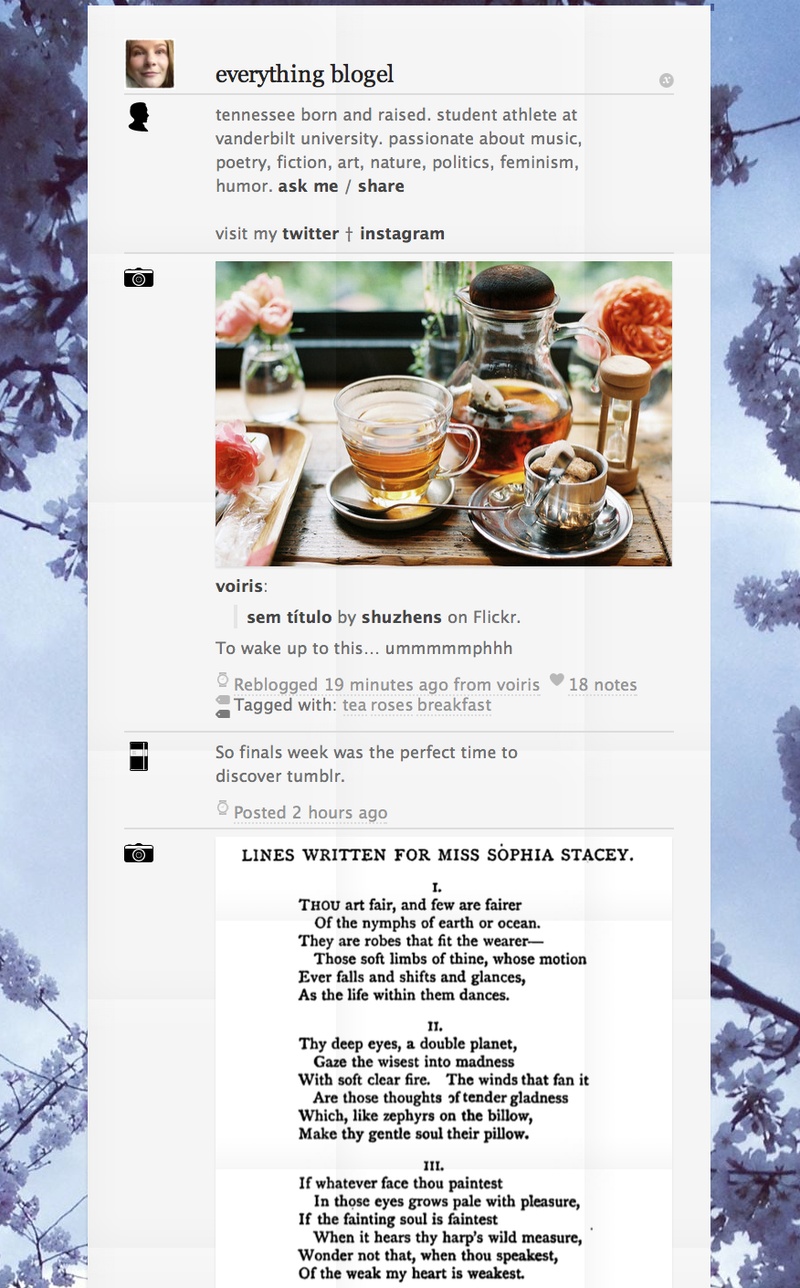 everything blogel
x
tennessee born and raised. student athlete at
vanderbilt university. passionate about music,
poetry, fiction, art, nature, politics, feminism,
humor. ask me / share
visit my twitter † instagram
voiris:
sem título by shuzhens on Flickr.
To wake up to this... ummmmmphhh
Reblogged 19 minutes ago from voiris 18 notes
Tagged with: tea roses breakfast
So finals week was the perfect time to
discover tumblr.
Posted 2 hours ago
LINES WRITTEN FOR MISS SOPHIA STACEY.
I.
THOU art fair, and few are fairer
Of the nymphs of earth or ocean.
They are robes that fit the wearer—
Those soft limbs of thine, whose motion
Ever falls and shifts and glances,
As the life within them dances.
II.
Thy deep eyes, a double planet,
Gaze the wisest into madness
With soft clear fire. The winds that fan it
Are those thoughts of tender gladness
Which, like zephyrs on the billow,
Make thy gentle soul their pillow.
III.
If whatever face thou paintest
In those eyes grows pale with pleasure,
If the fainting soul is faintest
When it hears thy harp's wild measure,
Wonder not that, when thou speakest,
Of the weak my heart is weakest.